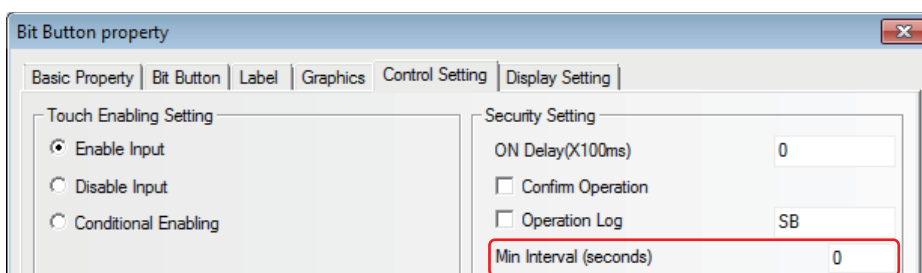 Bit Button property
Basic Property Bit Button Label Graphics Control Setting Display Setting
Touch Enabling Setting
Enable Input
Disable Input
Conditional Enabling
Security Setting
ON Delay(X100ms) 0
Confirm Operation
Operation Log SB
Min Interval (seconds) 0